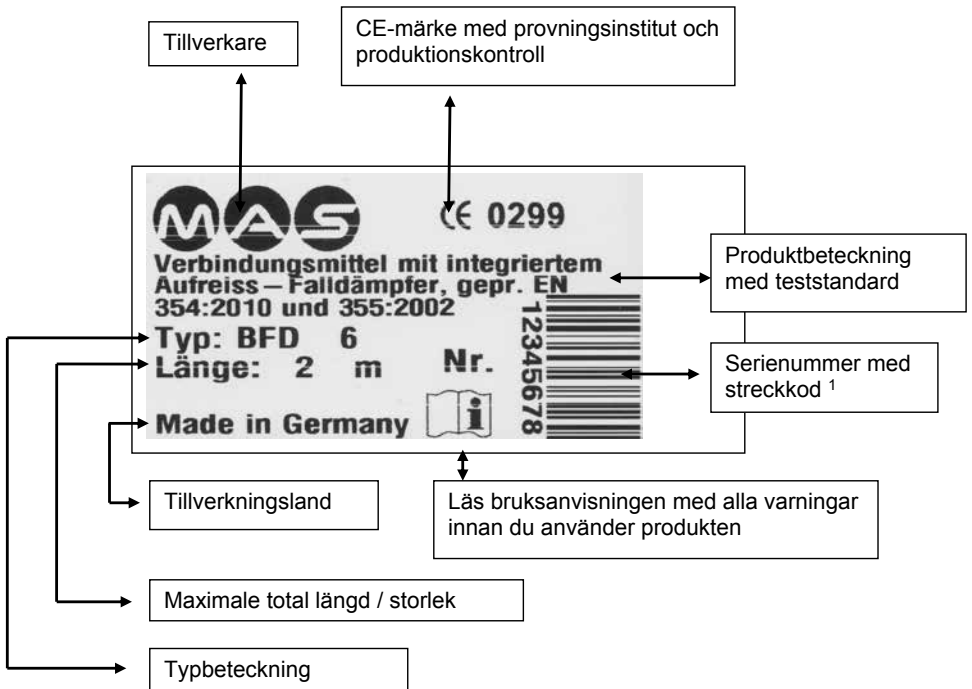 Tillverkare
CE-märke med provningsinstitut och
produktionskontroll
MAS
CE 0299
Verbindungsmittel mit integriertem
Aufreiss – Falldämpfer, gepr. EN
354:2010 und 355:2002
Typ: BFD 6
Länge: 2 m
Nr.
12345678
Made in Germany
i
Produktbeteckning
med teststandard
Serienummer med
streckkod 1
Tillverkningsland
Läs bruksanvisningen med alla varningar
innan du använder produkten
Maximale total längd / storlek
Typbeteckning